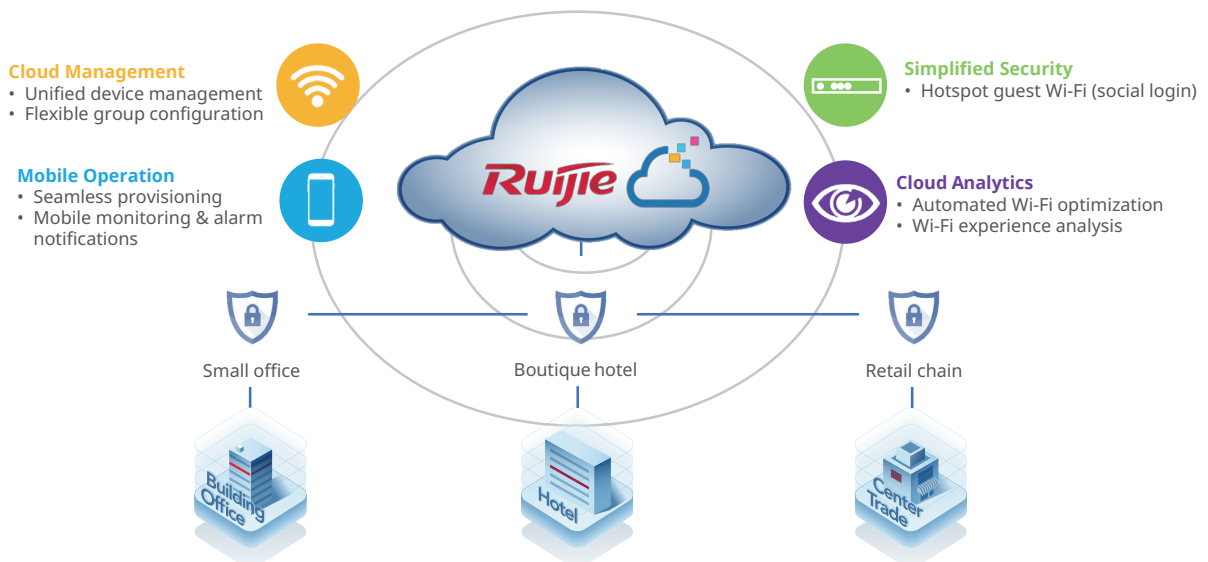 Cloud Management
• Unified device management
• Flexible group configuration
Mobile Operation
• Seamless provisioning
• Mobile monitoring & alarm
notifications
Ruijie
Simplified Security
• Hotspot guest Wi-Fi (social login)
Cloud Analytics
• Automated Wi-Fi optimization
• Wi-Fi experience analysis
Small office
Boutique hotel
Retail chain
Building
Office
Hotel
Center
Trade